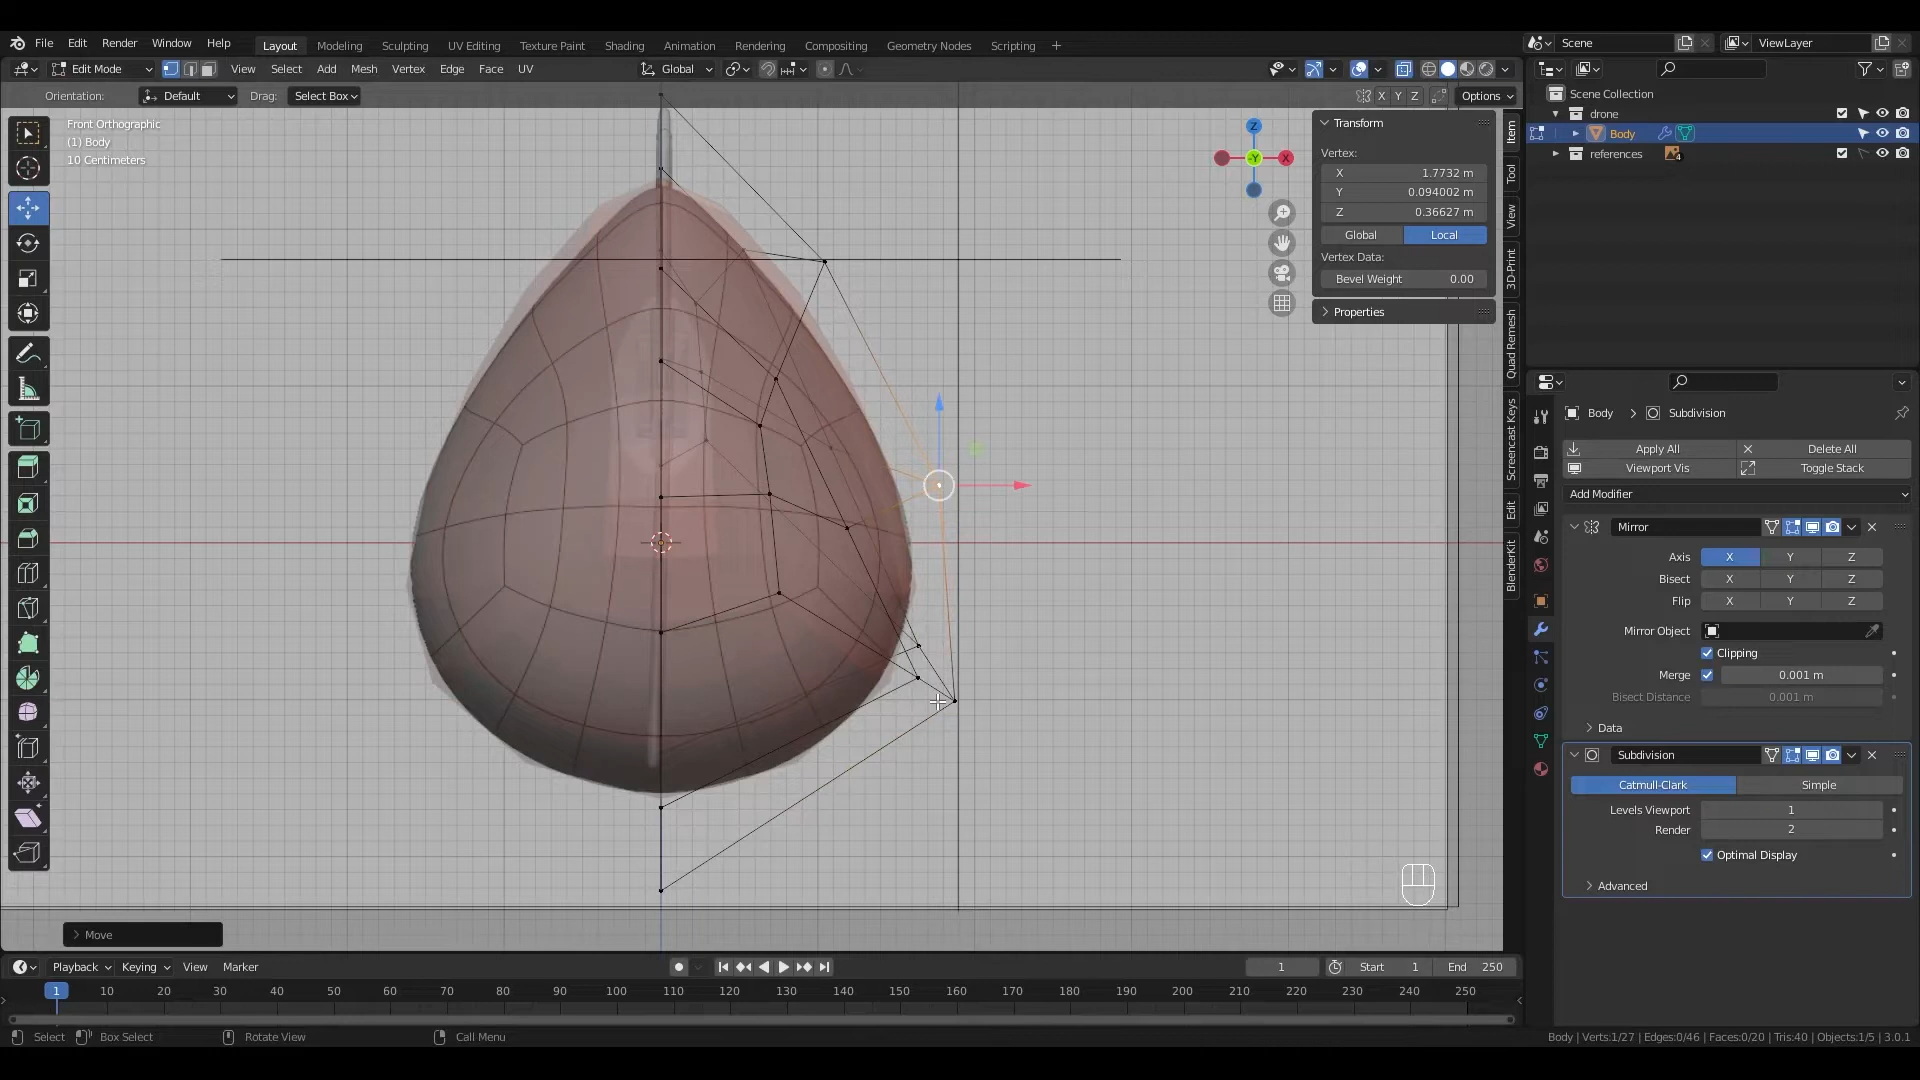 File Edit Render Window Help Layout Modeling Sculpting UV Editing Texture Paint Shading Animation Rendering Compositing Geometry Nodes Scripting + Scene ViewLayer
Edit Mode View Select Add Mesh Vertex Edge Face UV Global
Orientation: Default Drag: Select Box X Y Z Options
Scene Collection
drone
Body
references
Front Orthographic
(1) Body
10 Centimeters
Z
-Y
X
Transform
Vertex:
X 1.7732 m
Y 0.094002 m
Z 0.36627 m
Global Local
Vertex Data:
Bevel Weight 0.00
Properties
Item
Tool
View
3D-Print
Quad Remesh
Screencast Keys
Edit
BlenderKit
Body > Subdivision
Apply All Delete All
Viewport Vis Toggle Stack
Add Modifier
Mirror
Axis X Y Z
Bisect X Y Z
Flip X Y Z
Mirror Object
Clipping
Merge 0.001 m
Bisect Distance 0.001 m
Data
Subdivision
Catmull-Clark Simple
Levels Viewport 1
Render 2
Optimal Display
Advanced
Move
Playback Keying View Marker 1 Start 1 End 250
1 10 20 30 40 50 60 70 80 90 100 110 120 130 140 150 160 170 180 190 200 210 220 230 240 250
Select Box Select Rotate View Call Menu Body | Verts:1/27 | Edges:0/46 | Faces:0/20 | Tris:40 | Objects:1/5 | 3.0.1